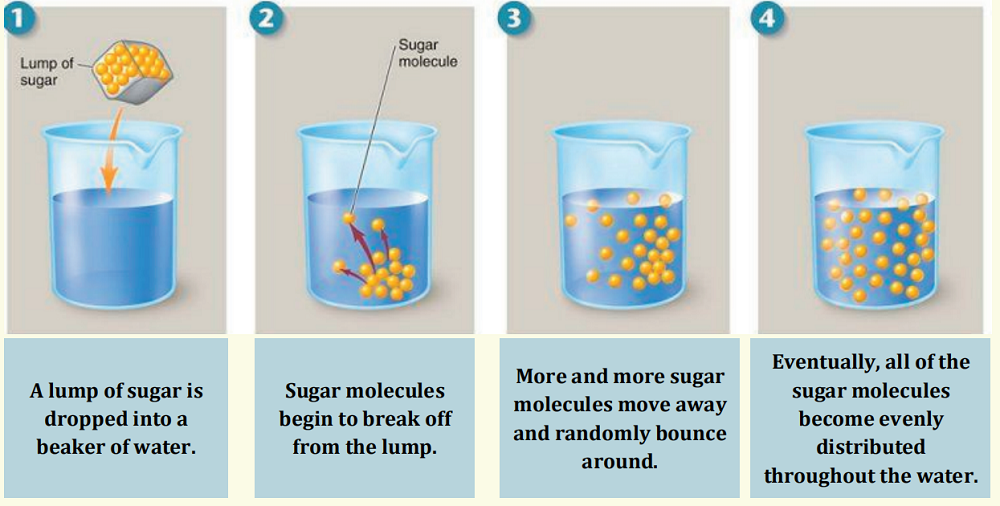 1
2
3
4
Lump of
sugar
Sugar
molecule
A lump of sugar is
dropped into a
beaker of water.
Sugar molecules
begin to break off
from the lump.
More and more sugar
molecules move away
and randomly bounce
around.
Eventually, all of the
sugar molecules
become evenly
distributed
throughout the water.